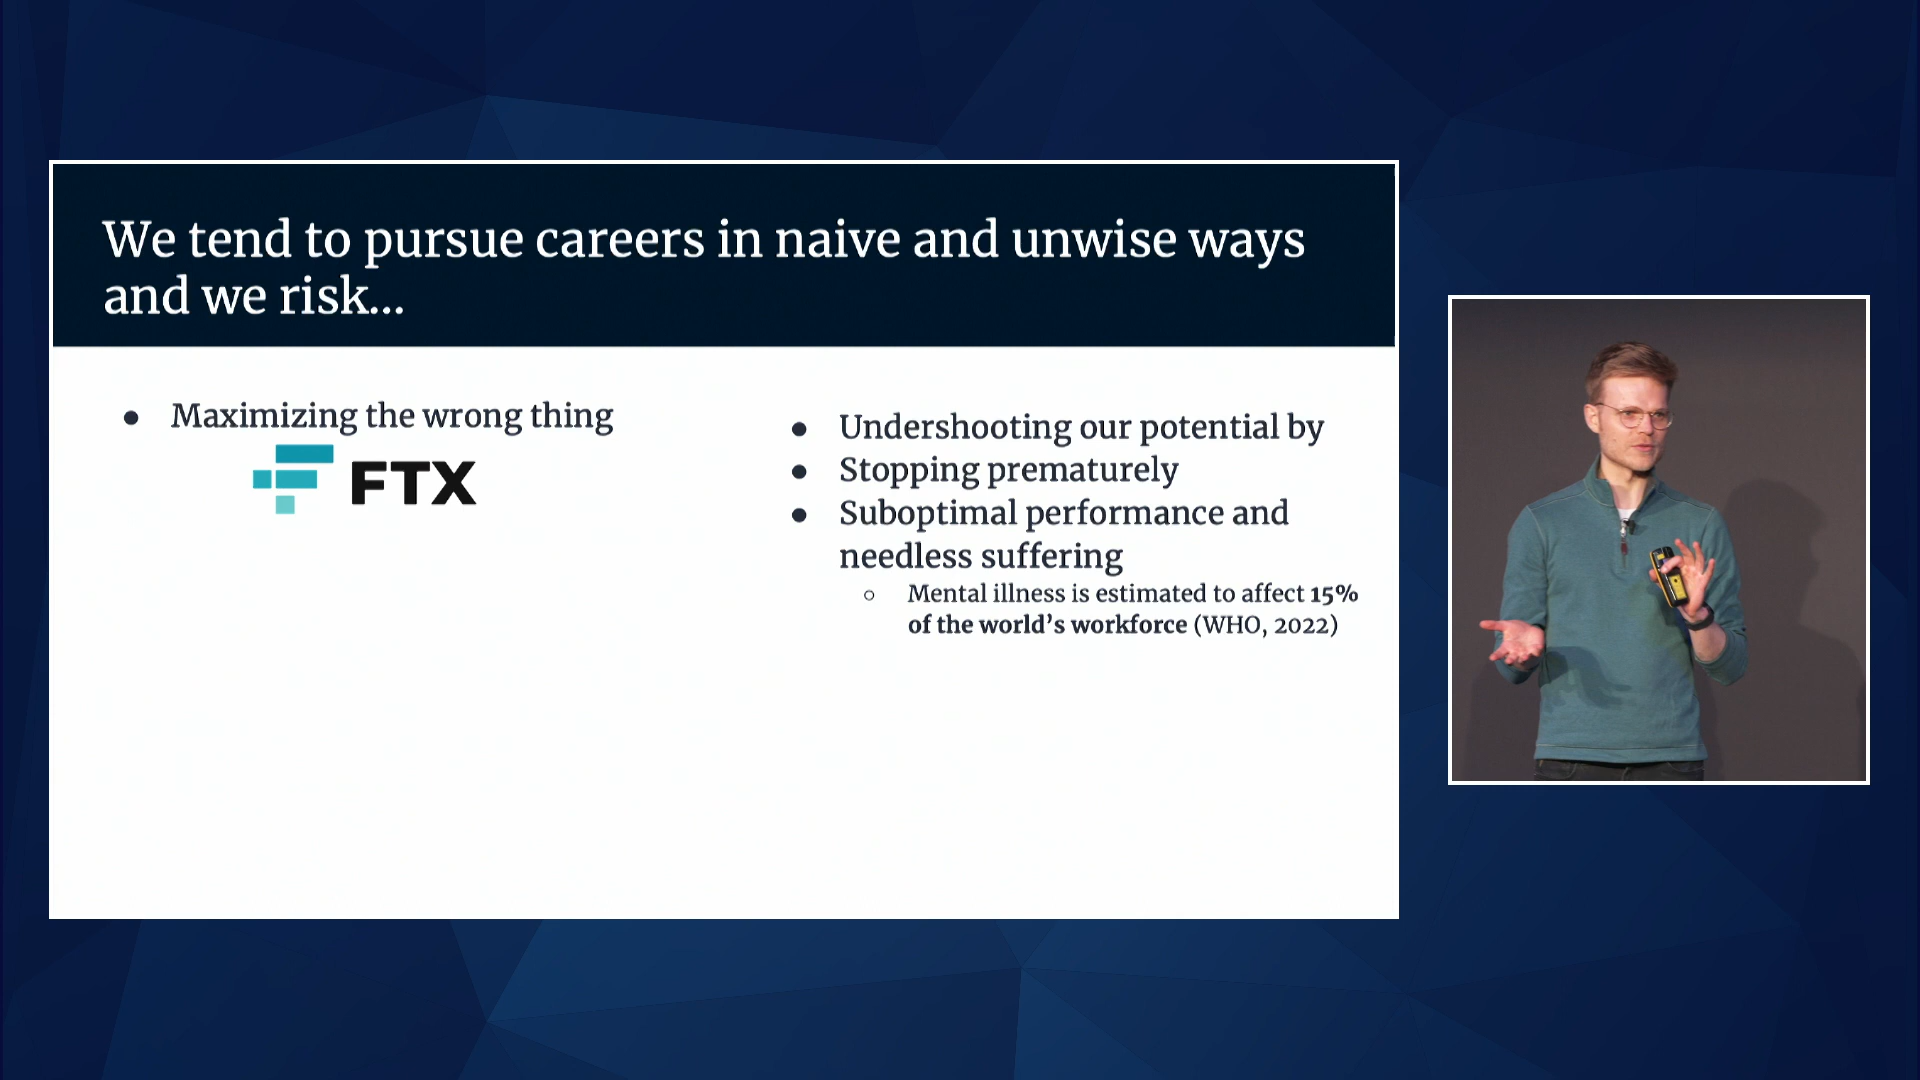 We tend to pursue careers in naive and unwise ways
and we risk...
● Maximizing the wrong thing
FTX
● Undershooting our potential by
● Stopping prematurely
● Suboptimal performance and
needless suffering
○ Mental illness is estimated to affect 15%
of the world’s workforce (WHO, 2022)